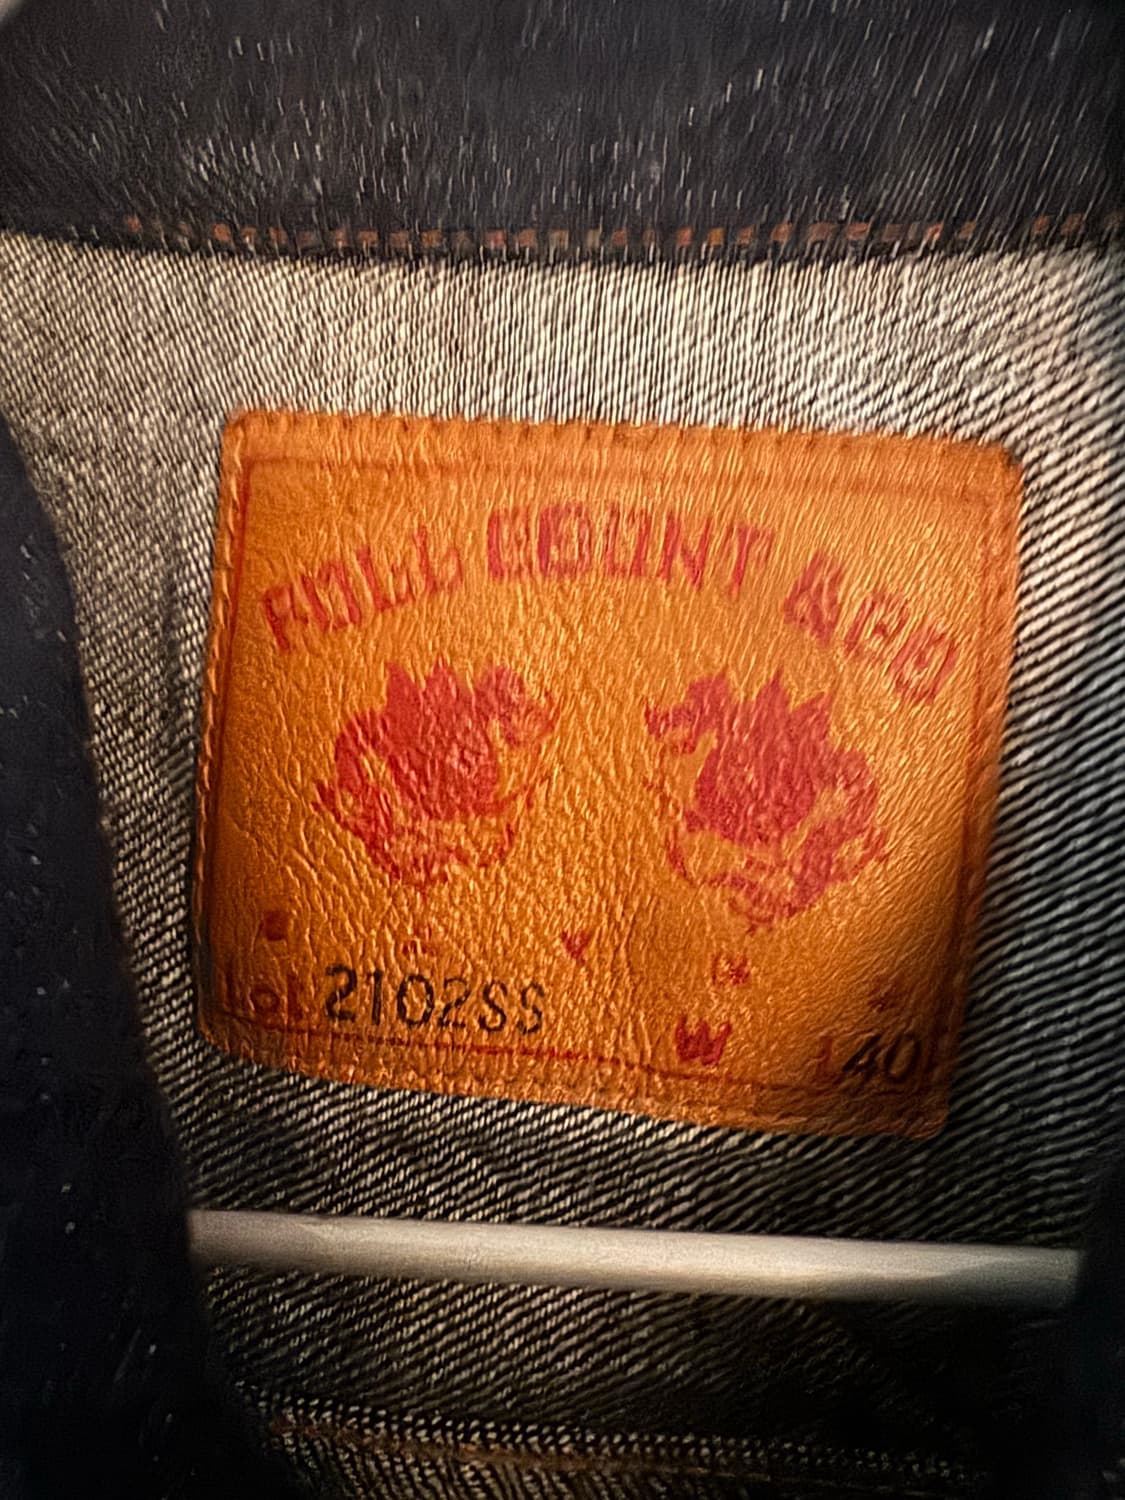 FULL COUNT & CO
Lot 2102SS
W 40